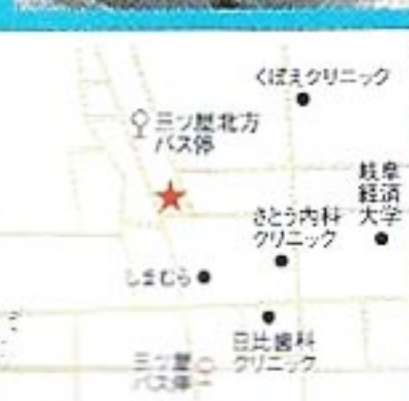 くぼえクリニック
三ツ屋北方
バス停
岐阜
経済
大学
さとう内科
クリニック
しまむら
日比歯科
クリニック
三ツ屋
バス停